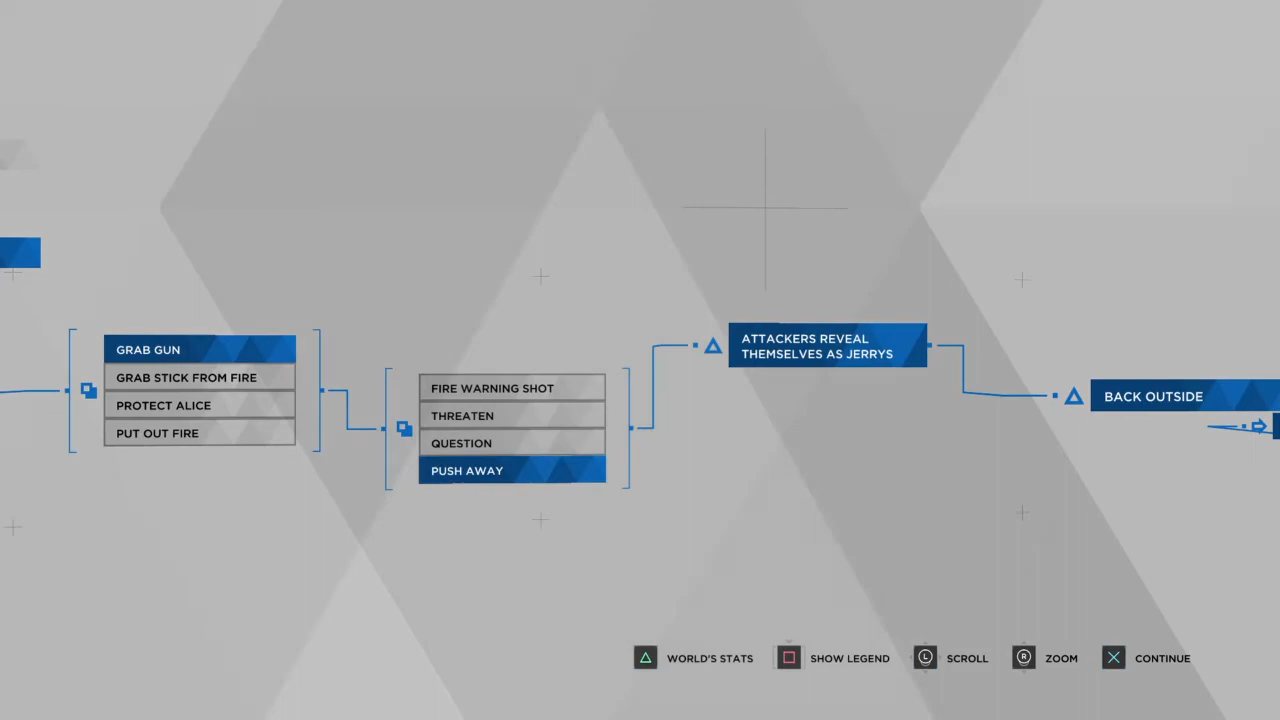 GRAB GUN
GRAB STICK FROM FIRE
PROTECT ALICE
PUT OUT FIRE
FIRE WARNING SHOT
THREATEN
QUESTION
PUSH AWAY
ATTACKERS REVEAL
THEMSELVES AS JERRYS
BACK OUTSIDE
WORLD'S STATS
SHOW LEGEND
L
SCROLL
R
ZOOM
CONTINUE